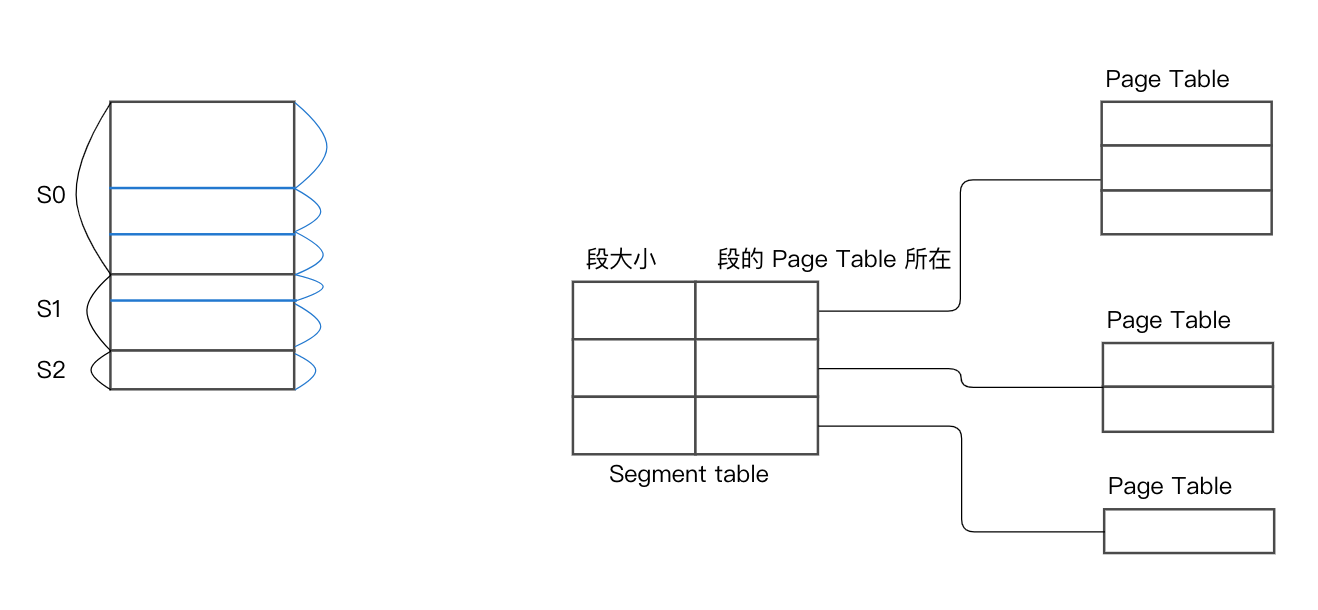 Page Table
S0
段大小
段的 Page Table 所在
S1
Page Table
S2
Segment table
Page Table